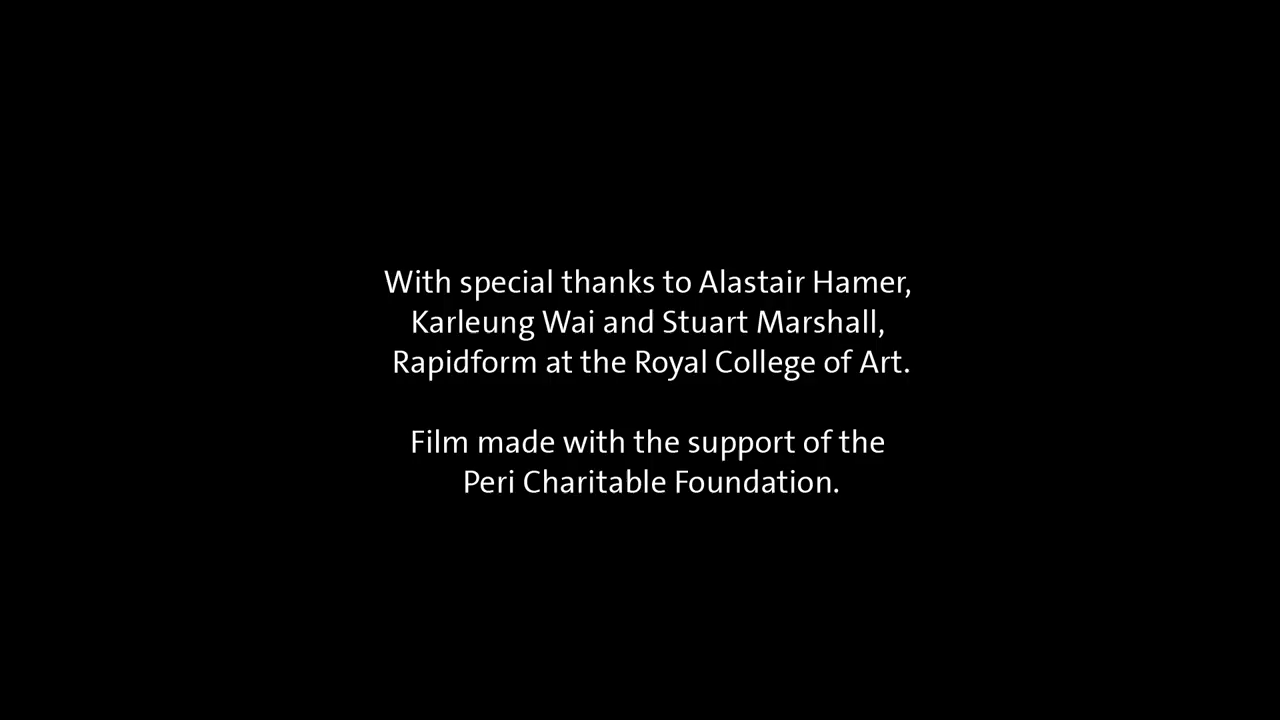 With special thanks to Alastair Hamer,
Karleung Wai and Stuart Marshall,
Rapidform at the Royal College of Art.
Film made with the support of the
Peri Charitable Foundation.